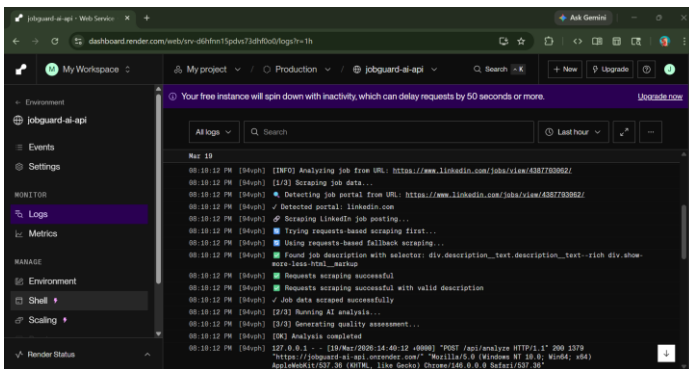 jobguard-ai-api - Web Service
Ask Gemini
dashboard.render.com/web/srv-d6hfnn15pdvs73dhf0o0/logs?r=1h
M My Workspace
My project / Production / jobguard-ai-api
Search
+ New
Upgrade
J
Your free instance will spin down with inactivity, which can delay requests by 50 seconds or more.
Upgrade now
← Environment
jobguard-ai-api
Events
Settings
MONITOR
Logs
Metrics
MANAGE
Environment
Shell
Scaling
Render Status
All logs
Search
Last hour
Mar 19
08:10:12 PM [94vph] [INFO] Analyzing job from URL: https://www.linkedin.com/jobs/view/4387703062/
08:10:12 PM [94vph] [1/3] Scraping job data...
08:10:12 PM [94vph] Detecting job portal from URL: https://www.linkedin.com/jobs/view/4387703062/
08:10:12 PM [94vph] ✓ Detected portal: linkedin.com
08:10:12 PM [94vph] Scraping LinkedIn job posting...
08:10:12 PM [94vph] Trying requests-based scraping first...
08:10:12 PM [94vph] Using requests-based fallback scraping...
08:10:12 PM [94vph] Found job description with selector: div.description__text.description__text--rich div.show-
more-less-html__markup
08:10:12 PM [94vph] Requests scraping successful
08:10:12 PM [94vph] Requests scraping successful with valid description
08:10:12 PM [94vph] ✓ Job data scraped successfully
08:10:12 PM [94vph] [2/3] Running AI analysis...
08:10:12 PM [94vph] [3/3] Generating quality assessment...
08:10:12 PM [94vph] [OK] Analysis completed
08:10:12 PM [94vph] 127.0.0.1 - - [19/Mar/2026:14:40:12 +0000] "POST /api/analyze HTTP/1.1" 200 1379
"https://jobguard-ai-api.onrender.com/" "Mozilla/5.0 (Windows NT 10.0; Win64; x64)
AppleWebKit/537.36 (KHTML, like Gecko) Chrome/146.0.0.0 Safari/537.36"